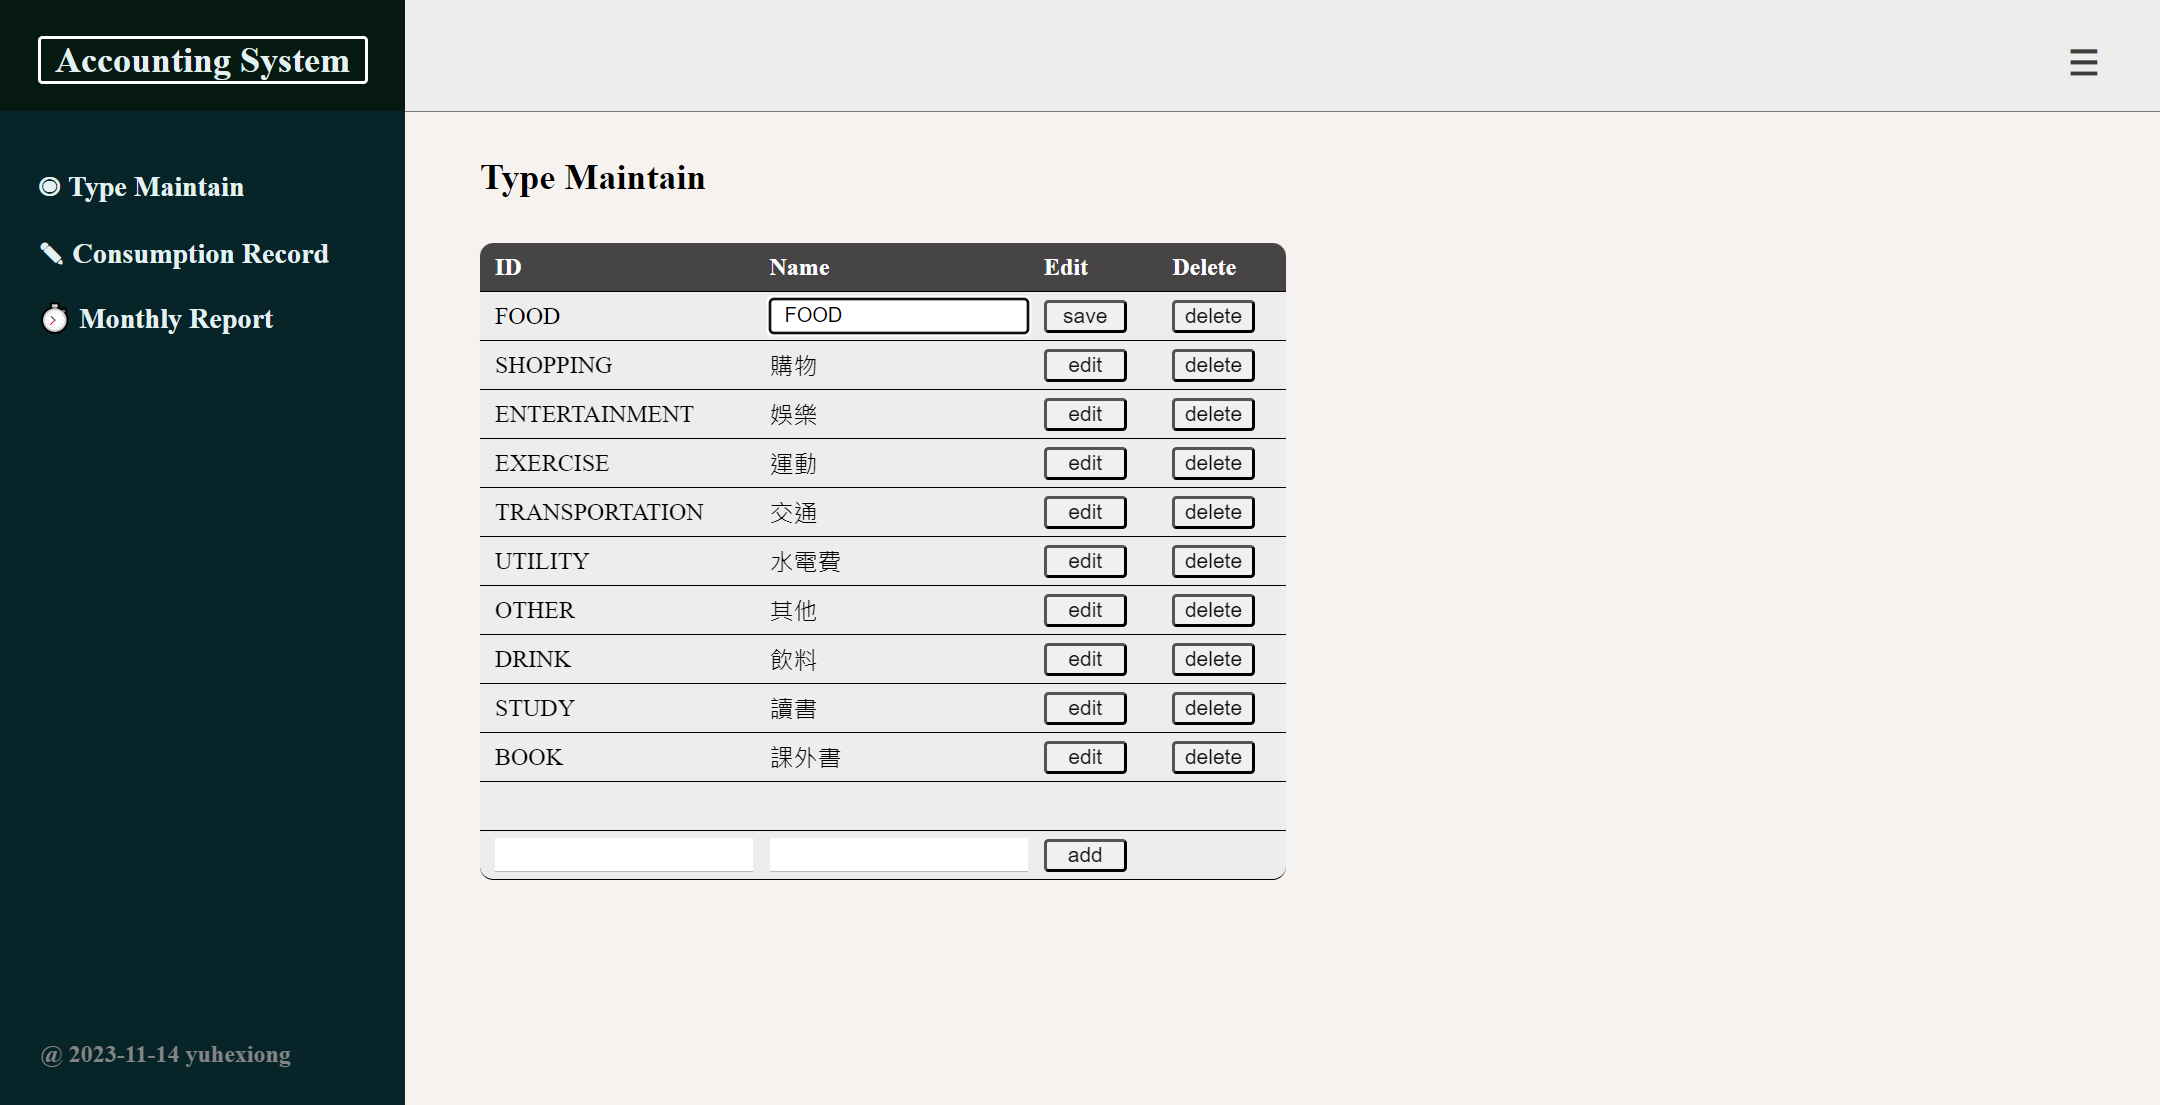 Accounting System
Type Maintain
Consumption Record
Monthly Report
@ 2023-11-14 yuhexiong
Type Maintain
ID Name Edit Delete
FOOD FOOD save delete
SHOPPING 購物 edit delete
ENTERTAINMENT 娛樂 edit delete
EXERCISE 運動 edit delete
TRANSPORTATION 交通 edit delete
UTILITY 水電費 edit delete
OTHER 其他 edit delete
DRINK 飲料 edit delete
STUDY 讀書 edit delete
BOOK 課外書 edit delete
add